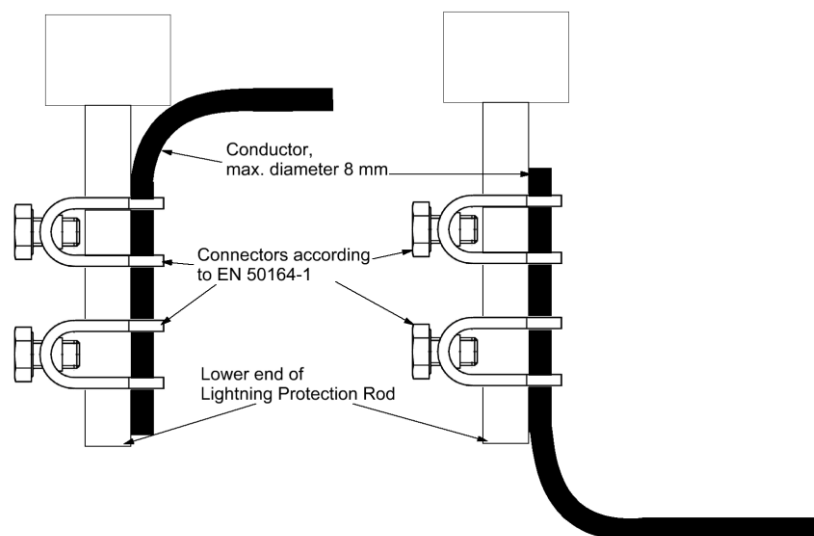 Conductor,
max. diameter 8 mm
Connectors according
to EN 50164-1
Lower end of
Lightning Protection Rod